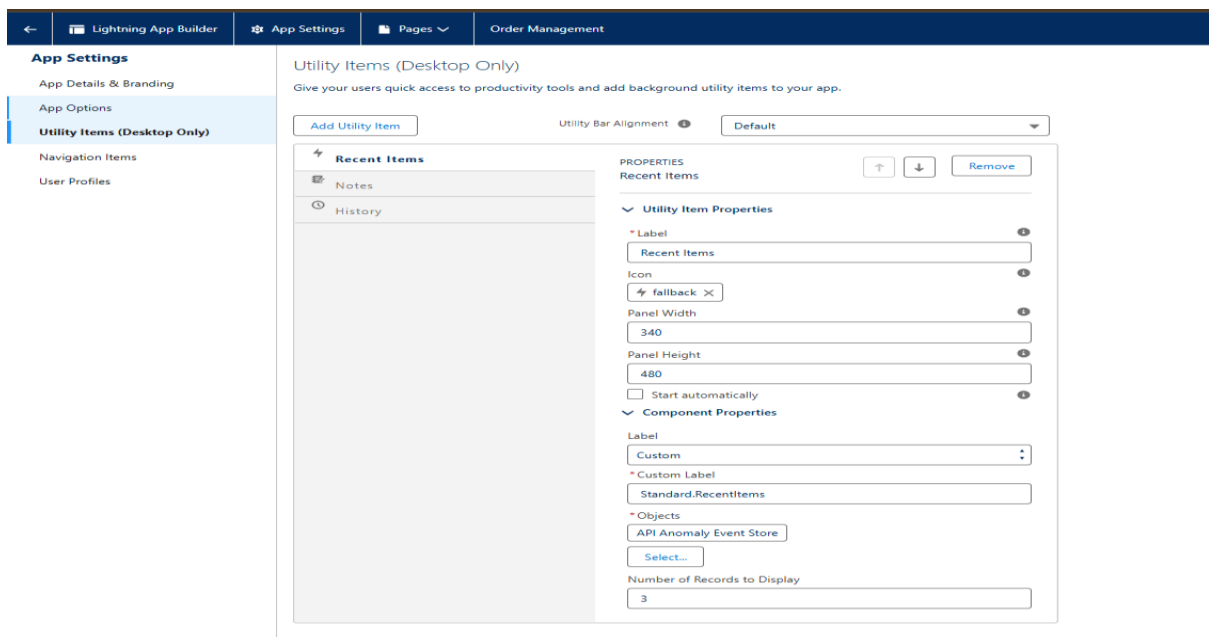 Lightning App Builder
App Settings
Pages
Order Management
App Settings
App Details & Branding
App Options
Utility Items (Desktop Only)
Navigation Items
User Profiles
Utility Items (Desktop Only)
Give your users quick access to productivity tools and add background utility items to your app.
Add Utility Item
Utility Bar Alignment
Default
Recent Items
Notes
History
PROPERTIES
Recent Items
Remove
Utility Item Properties
*Label
Recent Items
Icon
fallback
Panel Width
340
Panel Height
480
Start automatically
Component Properties
Label
Custom
*Custom Label
Standard.RecentItems
*Objects
API Anomaly Event Store
Select...
Number of Records to Display
3